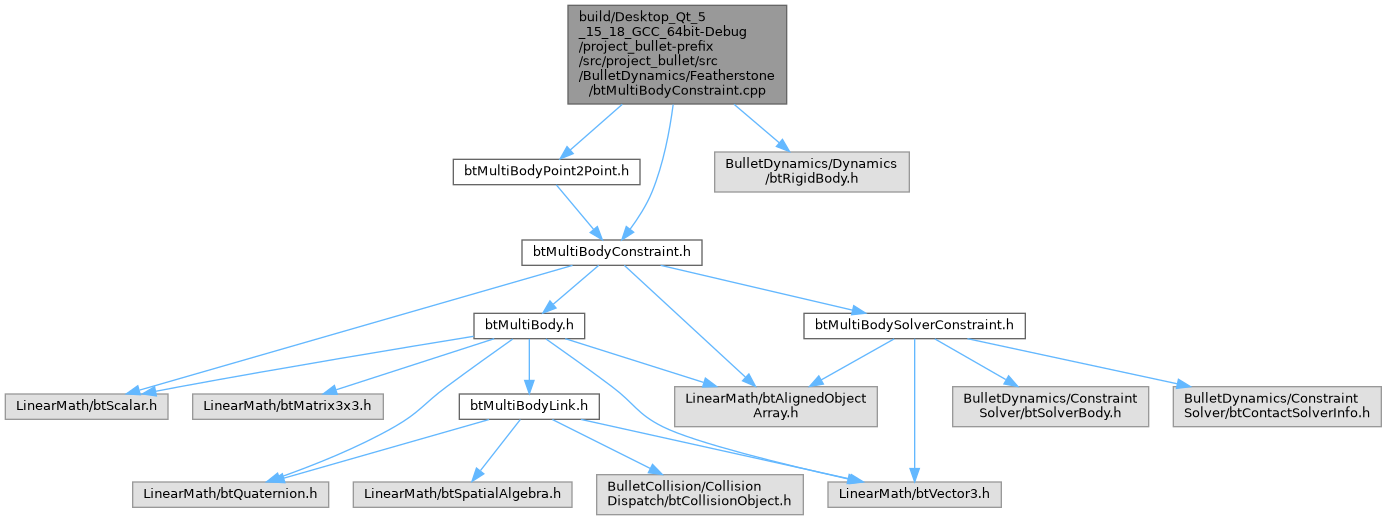 build/Desktop_Qt_5
_15_18_GCC_64bit-Debug
/project_bullet-prefix
/src/project_bullet/src
/BulletDynamics/Featherstone
/btMultiBodyConstraint.cpp
btMultiBodyPoint2Point.h
BulletDynamics/Dynamics
/btRigidBody.h
btMultiBodyConstraint.h
btMultiBody.h
btMultiBodySolverConstraint.h
LinearMath/btScalar.h
LinearMath/btMatrix3x3.h
btMultiBodyLink.h
LinearMath/btAlignedObject
Array.h
BulletDynamics/Constraint
Solver/btSolverBody.h
BulletDynamics/Constraint
Solver/btContactSolverInfo.h
LinearMath/btQuaternion.h
LinearMath/btSpatialAlgebra.h
BulletCollision/Collision
Dispatch/btCollisionObject.h
LinearMath/btVector3.h